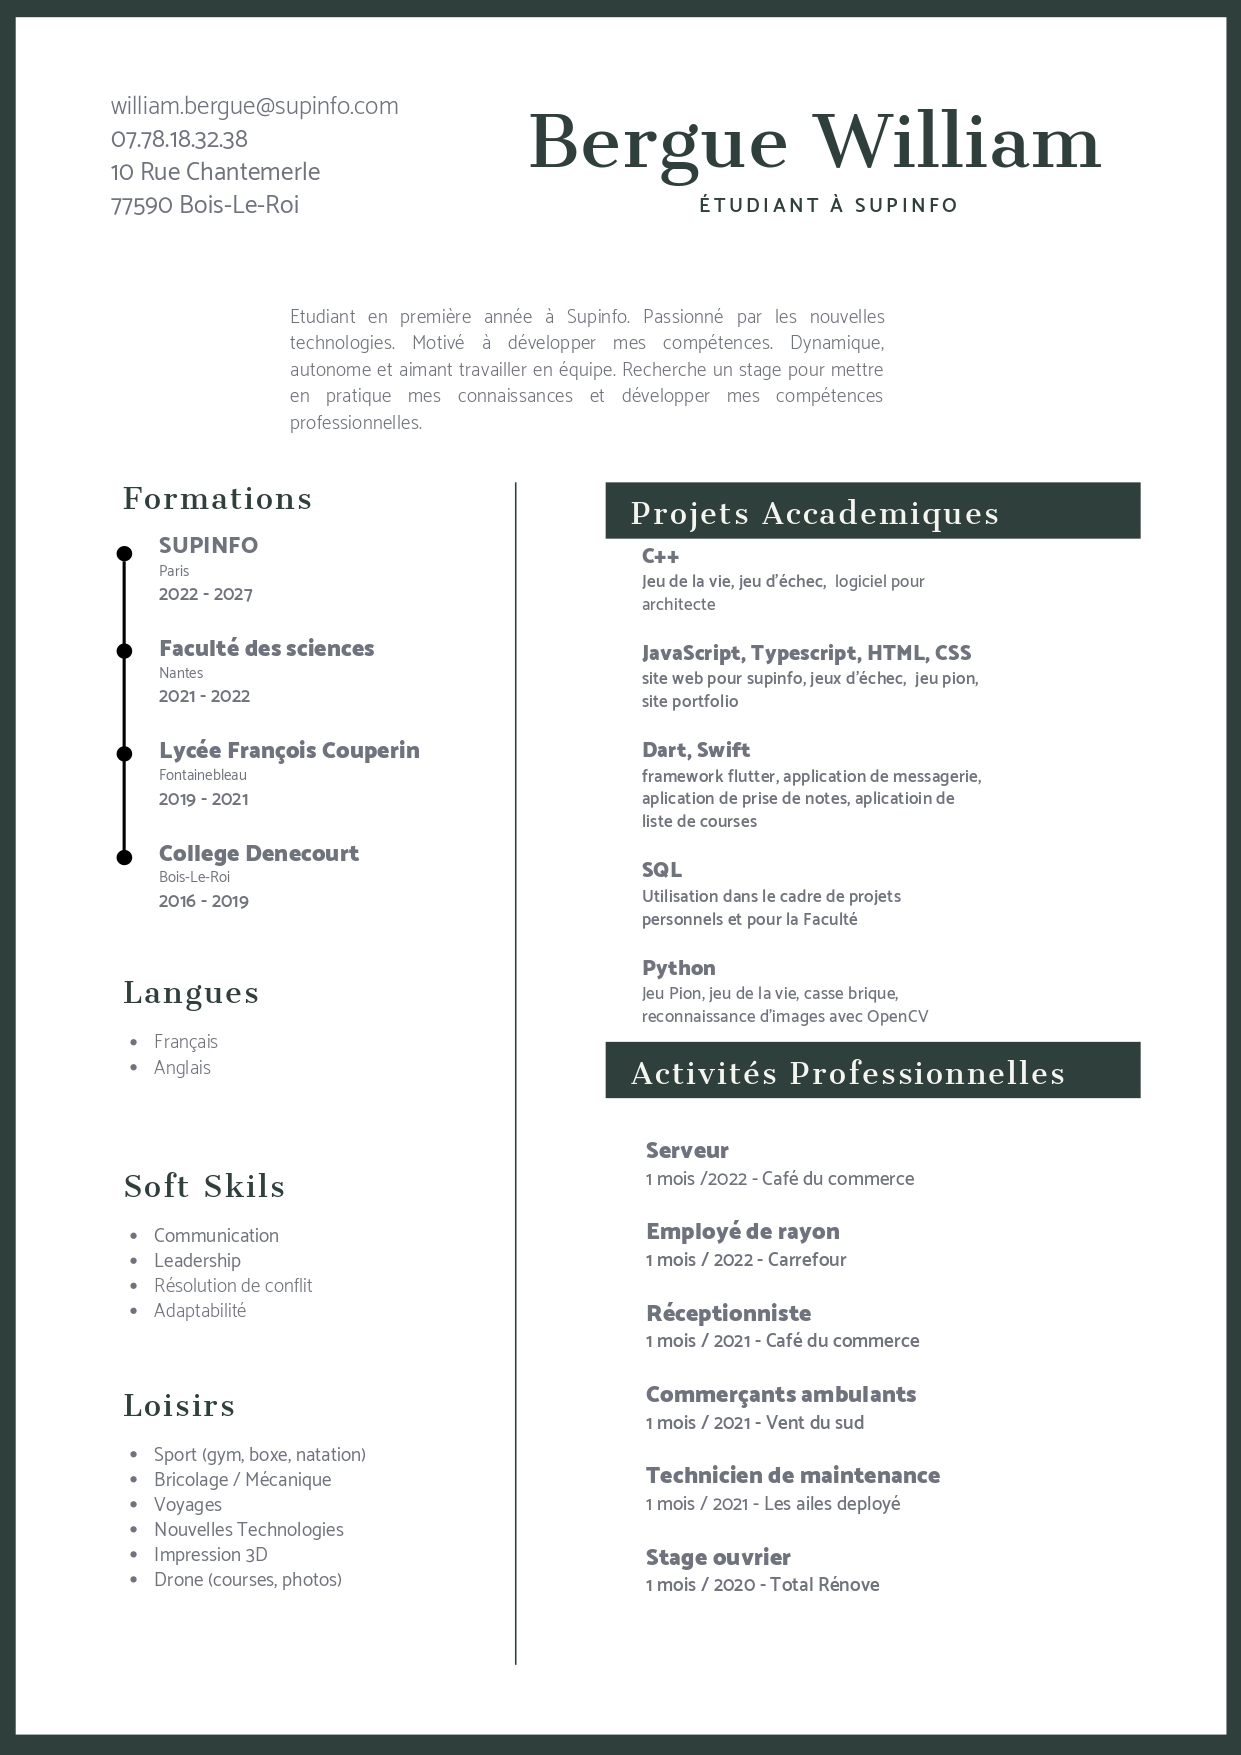 william.bergue@supinfo.com
07.78.18.32.38
10 Rue Chantemerle
77590 Bois-Le-Roi
Bergue William
ÉTUDIANT À SUPINFO
Etudiant en première année à Supinfo. Passionné par les nouvelles
technologies. Motivé à développer mes compétences. Dynamique,
autonome et aimant travailler en équipe. Recherche un stage pour mettre
en pratique mes connaissances et développer mes compétences
professionnelles.
Formations
SUPINFO
Paris
2022 - 2027
Faculté des sciences
Nantes
2021 - 2022
Lycée François Couperin
Fontainebleau
2019 - 2021
College Denecourt
Bois-Le-Roi
2016 - 2019
Langues
• Français
• Anglais
Soft Skils
• Communication
• Leadership
• Résolution de conflit
• Adaptabilité
Loisirs
• Sport (gym, boxe, natation)
• Bricolage / Mécanique
• Voyages
• Nouvelles Technologies
• Impression 3D
• Drone (courses, photos)
Projets Accademiques
C++
Jeu de la vie, jeu d'échec, logiciel pour
architecte
JavaScript, Typescript, HTML, CSS
site web pour supinfo, jeux d'échec, jeu pion,
site portfolio
Dart, Swift
framework flutter, application de messagerie,
aplication de prise de notes, aplicatioin de
liste de courses
SQL
Utilisation dans le cadre de projets
personnels et pour la Faculté
Python
Jeu Pion, jeu de la vie, casse brique,
reconnaissance d'images avec OpenCV
Activités Professionnelles
Serveur
1 mois /2022 - Café du commerce
Employé de rayon
1 mois / 2022 - Carrefour
Réceptionniste
1 mois / 2021 - Café du commerce
Commerçants ambulants
1 mois / 2021 - Vent du sud
Technicien de maintenance
1 mois / 2021 - Les ailes deployé
Stage ouvrier
1 mois / 2020 - Total Rénove